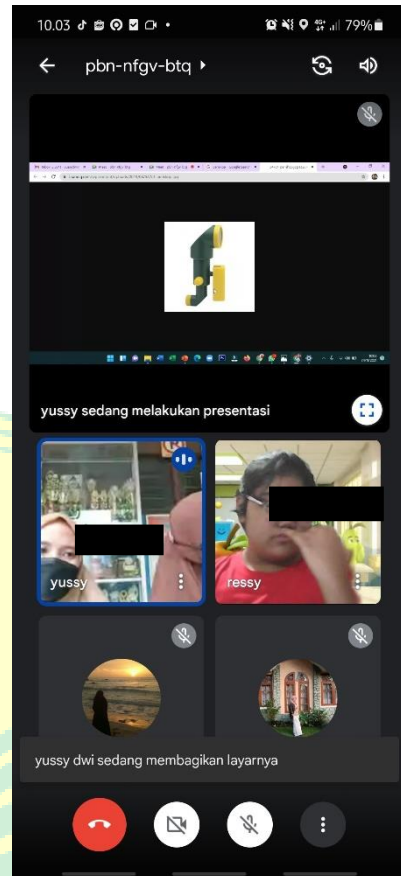 10.03
79%
pbn-nfgv-btq
yussy sedang melakukan presentasi
yussy
ressy
yussy dwi sedang membagikan layarnya